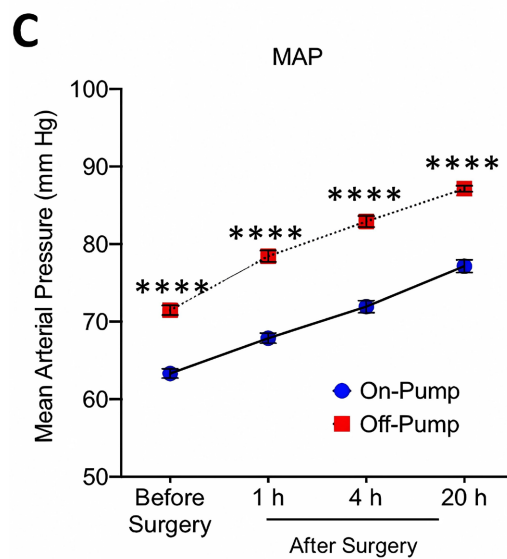 C
MAP
Mean Arterial Pressure (mm Hg)
100
90
80
70
60
50
****
****
****
****
On-Pump
Off-Pump
Before
Surgery
1 h
4 h
20 h
After Surgery